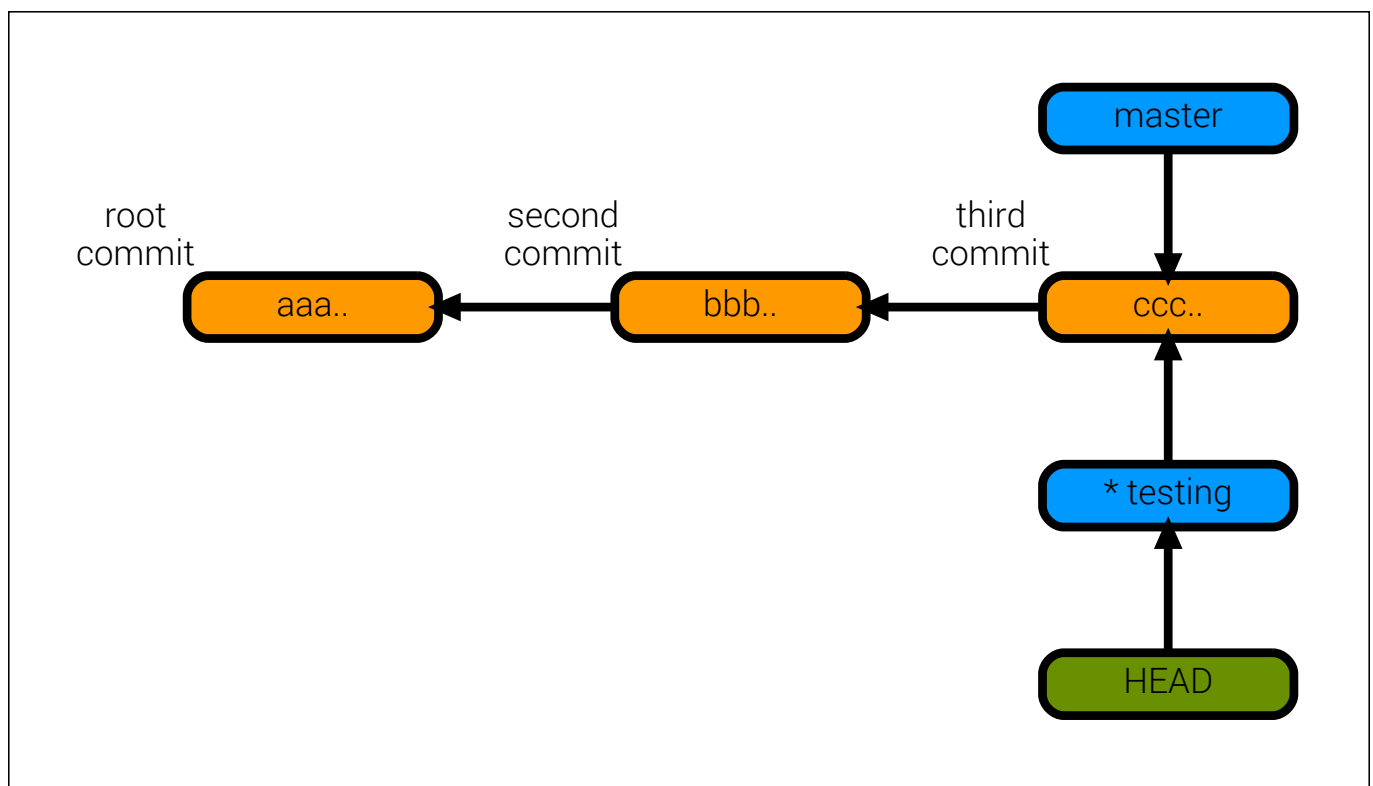 master
root
commit
second
commit
third
commit
aaa..
bbb..
ccc..
* testing
HEAD